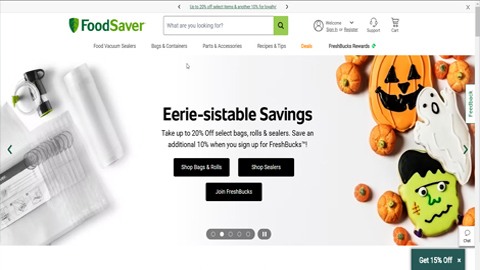 Up to 20% off select items & another 10% for loyalty!
FoodSaver
What are you looking for?
Welcome
Sign In or Register
Support
Cart
Food Vacuum Sealers
Bags & Containers
Parts & Accessories
Recipes & Tips
Deals
FreshBucks Rewards
Feedback
Eerie-sistable Savings
Take up to 20% Off select bags, rolls & sealers. Save an
additional 10% when you sign up for FreshBucks™!
Shop Bags & Rolls
Shop Sealers
Join FreshBucks
Chat
Get 15% Off